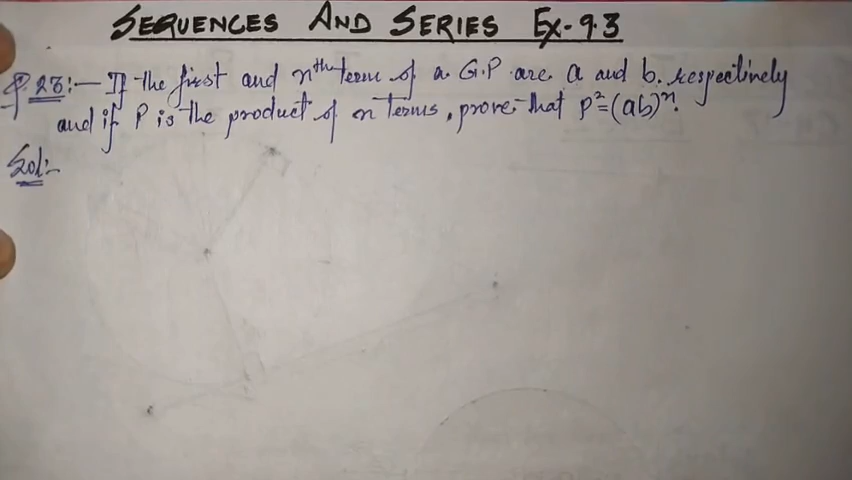 SEQUENCES AND SERIES Ex-9.3
Q.23:- If the first and nth term of a G.P. are a and b. respectively
and if P is the product of n Terms, prove that P²=(ab)ⁿ.
Sol:-